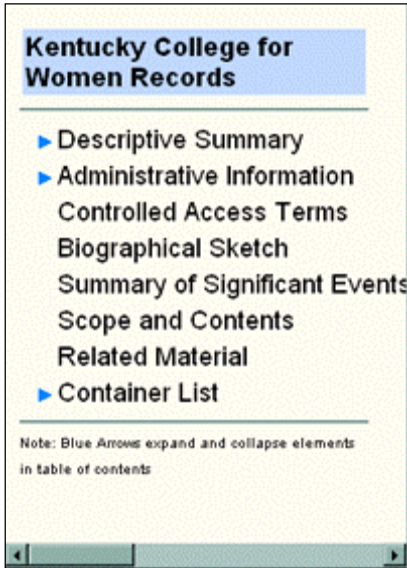 Kentucky College for
Women Records
Descriptive Summary
Administrative Information
Controlled Access Terms
Biographical Sketch
Summary of Significant Events
Scope and Contents
Related Material
Container List
Note: Blue Arrows expand and collapse elements
in table of contents